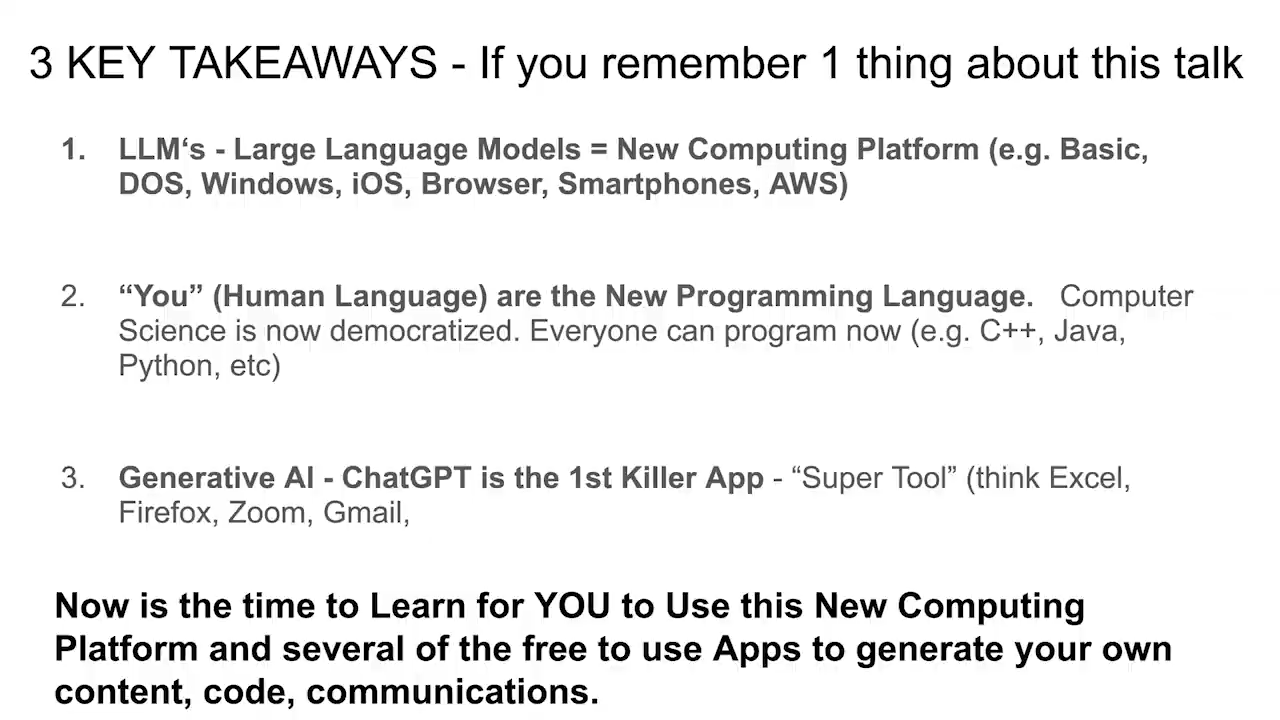 3 KEY TAKEAWAYS - If you remember 1 thing about this talk
1. LLM‘s - Large Language Models = New Computing Platform (e.g. Basic,
DOS, Windows, iOS, Browser, Smartphones, AWS)
2. “You” (Human Language) are the New Programming Language. Computer
Science is now democratized. Everyone can program now (e.g. C++, Java,
Python, etc)
3. Generative AI - ChatGPT is the 1st Killer App - “Super Tool” (think Excel,
Firefox, Zoom, Gmail,
Now is the time to Learn for YOU to Use this New Computing
Platform and several of the free to use Apps to generate your own
content, code, communications.